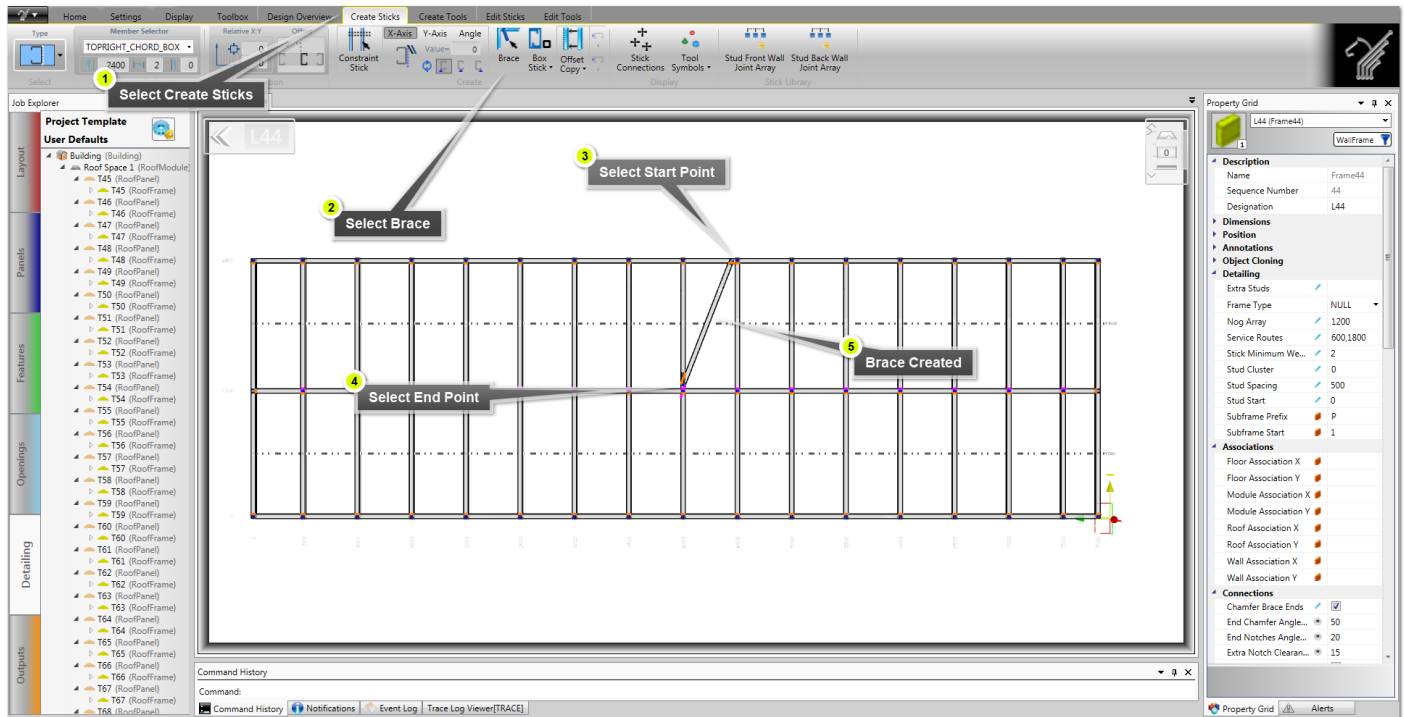 Home Settings Display Toolbox Design Overview Create Sticks Create Tools Edit Sticks Edit Tools
Type Member Selector Relative X:Y
TOPRIGHT_CHORD_BOX
2400 2 0
X-Axis Y-Axis Angle
Value= 0
Constraint Stick
Brace
Box Stick
Offset Copy
Stick Connections
Tool Symbols
Stud Front Wall Joint Array
Stud Back Wall Joint Array
Select Create Display Stick Library
1
Select Create Sticks
2
Select Brace
3
Select Start Point
4
Select End Point
5
Brace Created
Job Explorer
Project Template
User Defaults
Layout
Panels
Features
Openings
Detailing
Outputs
Building (Building)
Roof Space 1 (RoofModule)
T45 (RoofPanel)
T45 (RoofFrame)
T46 (RoofPanel)
T46 (RoofFrame)
T47 (RoofPanel)
T47 (RoofFrame)
T48 (RoofPanel)
T48 (RoofFrame)
T49 (RoofPanel)
T49 (RoofFrame)
T50 (RoofPanel)
T50 (RoofFrame)
T51 (RoofPanel)
T51 (RoofFrame)
T52 (RoofPanel)
T52 (RoofFrame)
T53 (RoofPanel)
T53 (RoofFrame)
T54 (RoofPanel)
T54 (RoofFrame)
T55 (RoofPanel)
T55 (RoofFrame)
T56 (RoofPanel)
T56 (RoofFrame)
T57 (RoofPanel)
T57 (RoofFrame)
T58 (RoofPanel)
T58 (RoofFrame)
T59 (RoofPanel)
T59 (RoofFrame)
T60 (RoofPanel)
T60 (RoofFrame)
T61 (RoofPanel)
T61 (RoofFrame)
T62 (RoofPanel)
T62 (RoofFrame)
T63 (RoofPanel)
T63 (RoofFrame)
T64 (RoofPanel)
T64 (RoofFrame)
T65 (RoofPanel)
T65 (RoofFrame)
T66 (RoofPanel)
T66 (RoofFrame)
T67 (RoofPanel)
T67 (RoofFrame)
T68 (RoofPanel)
L44
0
Command History
Command:
Command History Notifications Event Log Trace Log Viewer[TRACE]
Property Grid
L44 (Frame44)
1
WallFrame
Description
Name Frame44
Sequence Number 44
Designation L44
Dimensions
Position
Annotations
Object Cloning
Detailing
Extra Studs
Frame Type NULL
Nog Array 1200
Service Routes 600,1800
Stick Minimum We... 2
Stud Cluster 0
Stud Spacing 500
Stud Start 0
Subframe Prefix P
Subframe Start 1
Associations
Floor Association X
Floor Association Y
Module Association X
Module Association Y
Roof Association X
Roof Association Y
Wall Association X
Wall Association Y
Connections
Chamfer Brace Ends
End Chamfer Angle... 50
End Notches Angle... 20
Extra Notch Clearan... 15
Property Grid Alerts